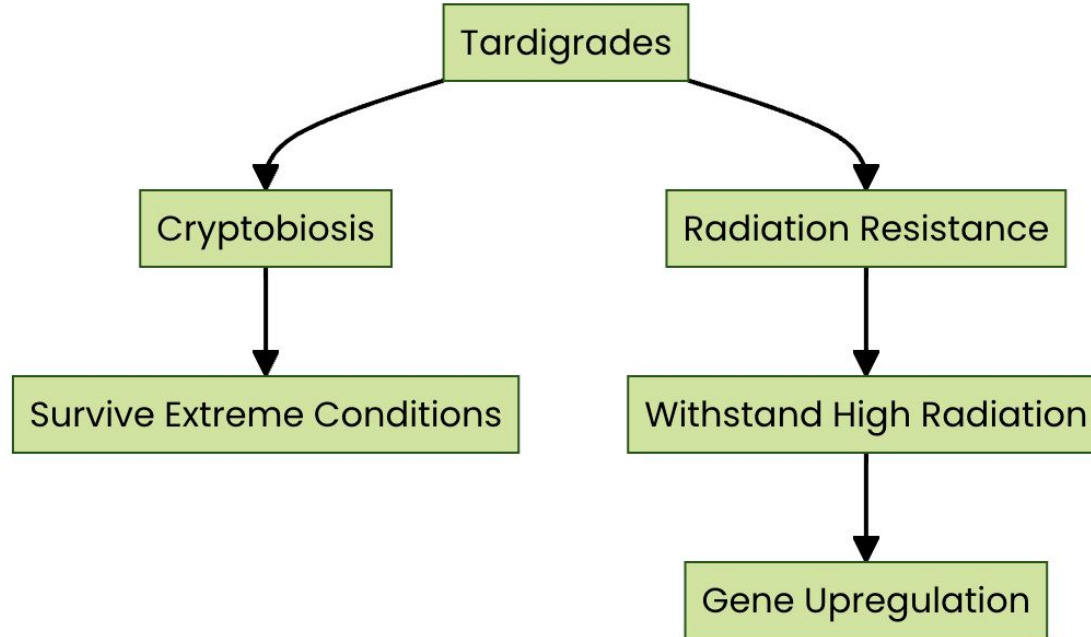 Tardigrades
Cryptobiosis
Radiation Resistance
Survive Extreme Conditions
Withstand High Radiation
Gene Upregulation